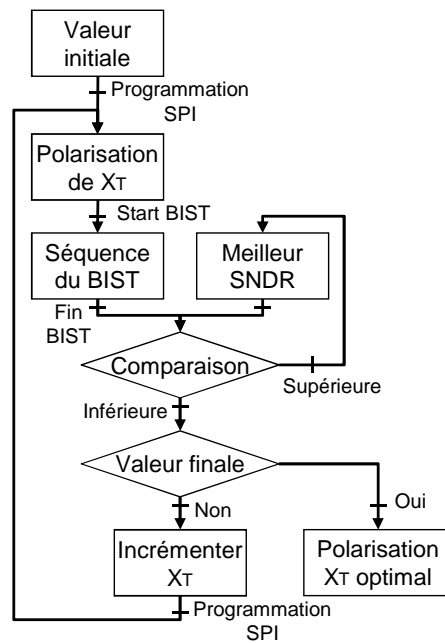 Valeur
initiale
Programmation
SPI
Polarisation
de XT
Start BIST
Séquence
du BIST
Meilleur
SNDR
Fin
BIST
Comparaison
Supérieure
Inférieure
Valeur finale
Non
Oui
Incrémenter
XT
Polarisation
XT optimal
Programmation
SPI